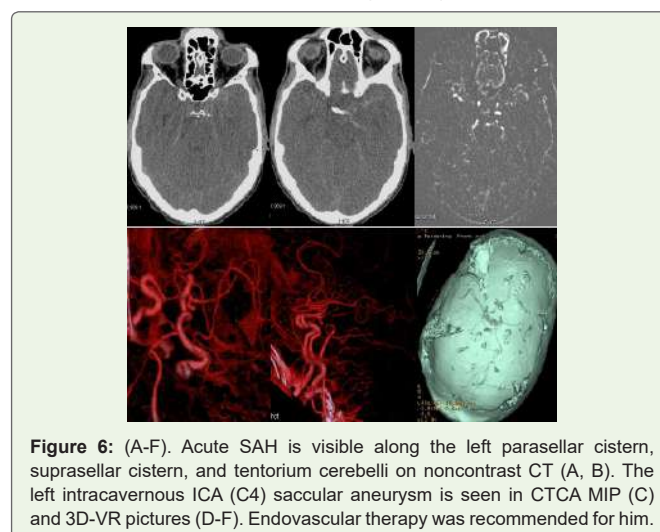 Figure 6: (A-F). Acute SAH is visible along the left parasellar cistern,
suprasellar cistern, and tentorium cerebelli on noncontrast CT (A, B). The
left intracavernous ICA (C4) saccular aneurysm is seen in CTCA MIP (C)
and 3D-VR pictures (D-F). Endovascular therapy was recommended for him.